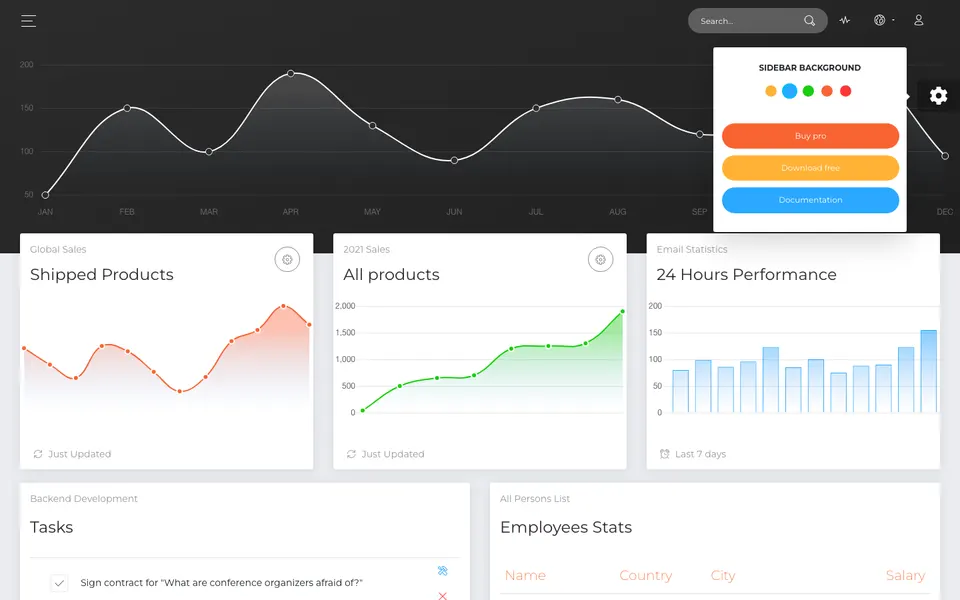 Search...
SIDEBAR BACKGROUND
Buy pro
Download free
Documentation
200
150
100
50
JAN FEB MAR APR MAY JUN JUL AUG SEP DEC
Global Sales
Shipped Products
Just Updated
2021 Sales
All products
2.000
1.500
1.000
500
0
Just Updated
Email Statistics
24 Hours Performance
200
150
100
50
0
Last 7 days
Backend Development
Tasks
Sign contract for "What are conference organizers afraid of?"
All Persons List
Employees Stats
Name Country City Salary